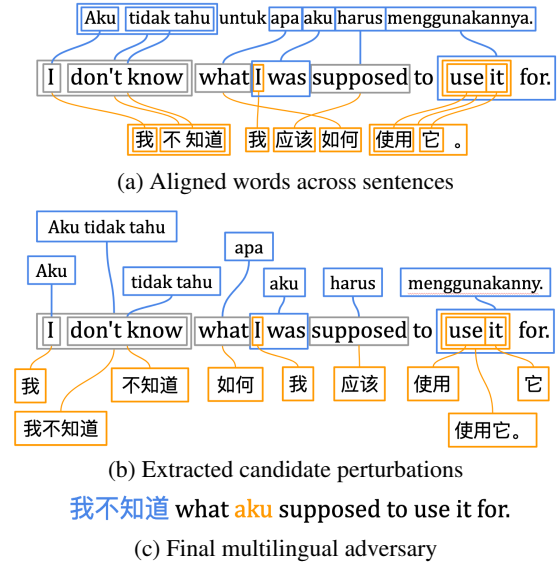 Aku tidak tahu untuk apa aku harus menggunakannya.
I don't know what I was supposed to use it for.
我 不 知道 我 应该 如何 使用 它 。
(a) Aligned words across sentences
Aku tidak tahu
apa
Aku
tidak tahu
aku
harus
menggunakanny.
I don't know what I was supposed to use it for.
我
不知道
如何
我
应该
使用
它
我不知道
使用它。
(b) Extracted candidate perturbations
我不知道 what aku supposed to use it for.
(c) Final multilingual adversary